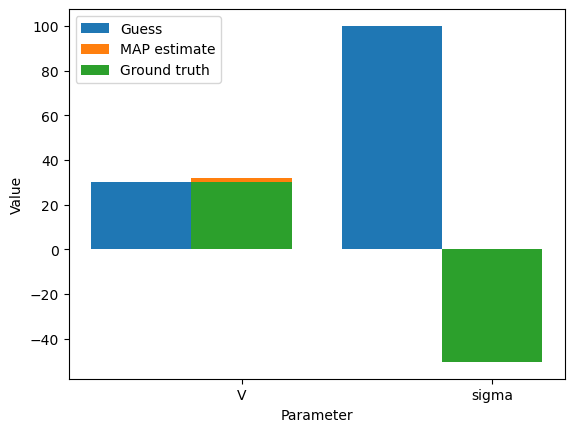 Guess
MAP estimate
Ground truth
100
80
60
40
20
0
−20
−40
Value
V
sigma
Parameter